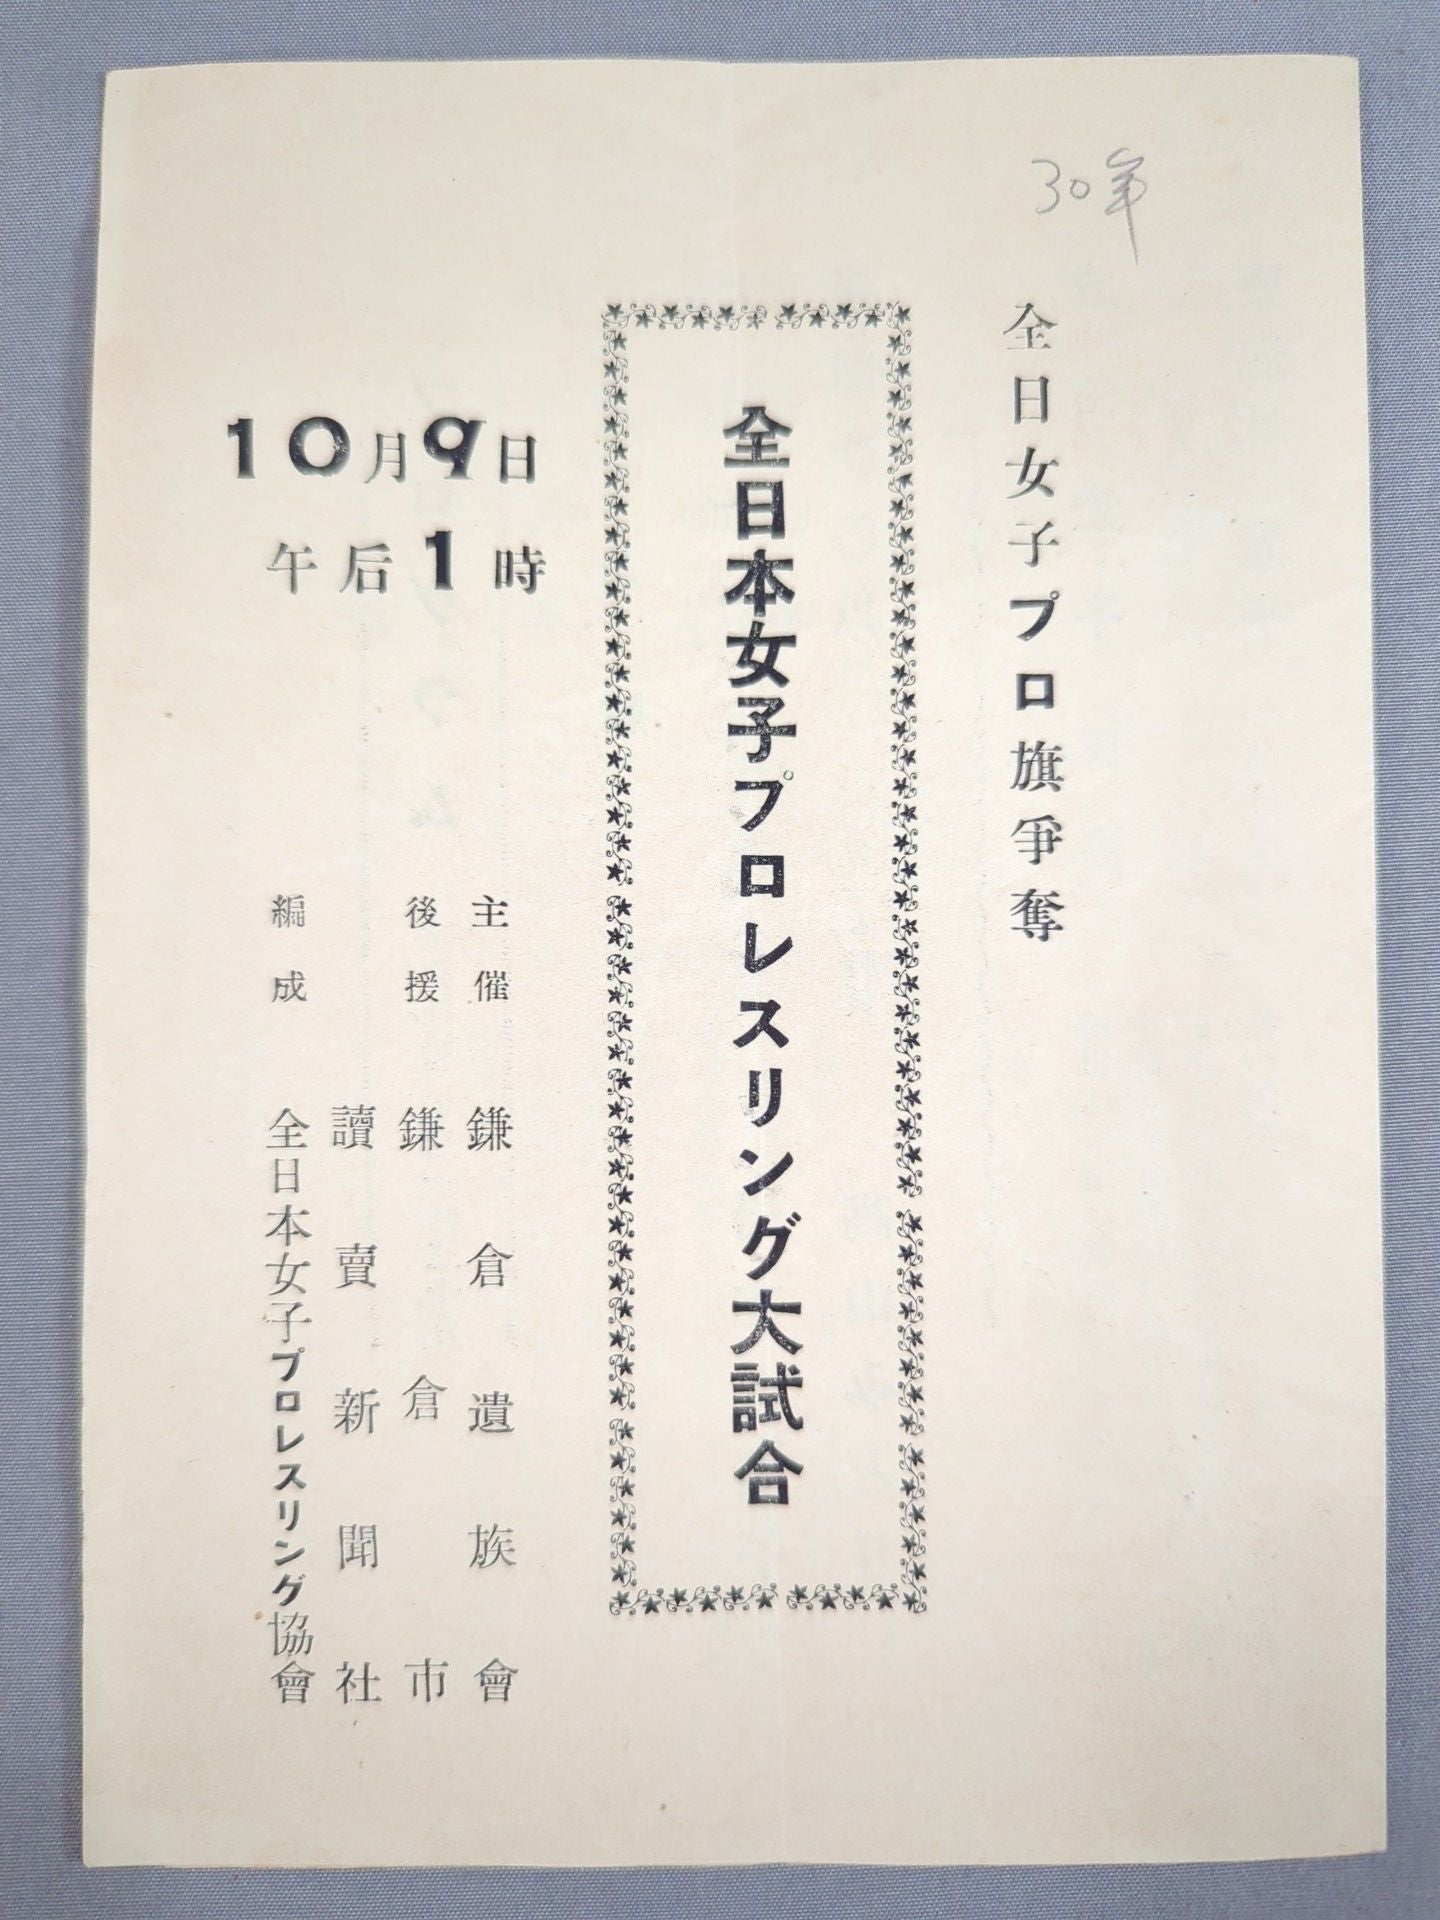 30年
全日女子プロ旗爭奪
全日本女子プロレスリング大試合
10月9日
午后1時
主催 鎌倉遺族會
後援 鎌倉市
讀賣新聞社
編成 全日本女子プロレスリング協會